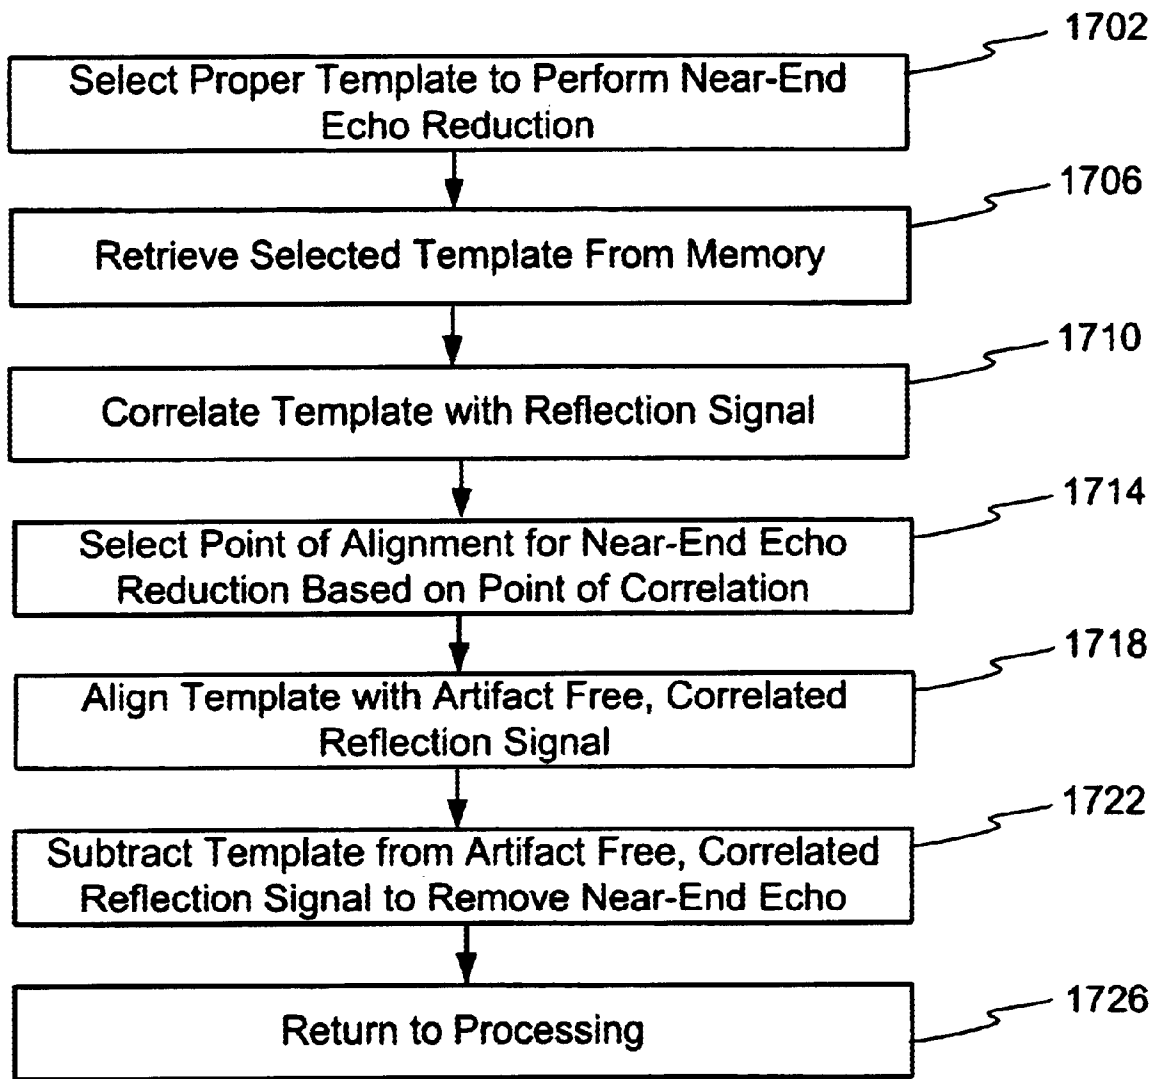 1702
Select Proper Template to Perform Near-End
Echo Reduction
1706
Retrieve Selected Template From Memory
1710
Correlate Template with Reflection Signal
1714
Select Point of Alignment for Near-End Echo
Reduction Based on Point of Correlation
1718
Align Template with Artifact Free, Correlated
Reflection Signal
1722
Subtract Template from Artifact Free, Correlated
Reflection Signal to Remove Near-End Echo
1726
Return to Processing